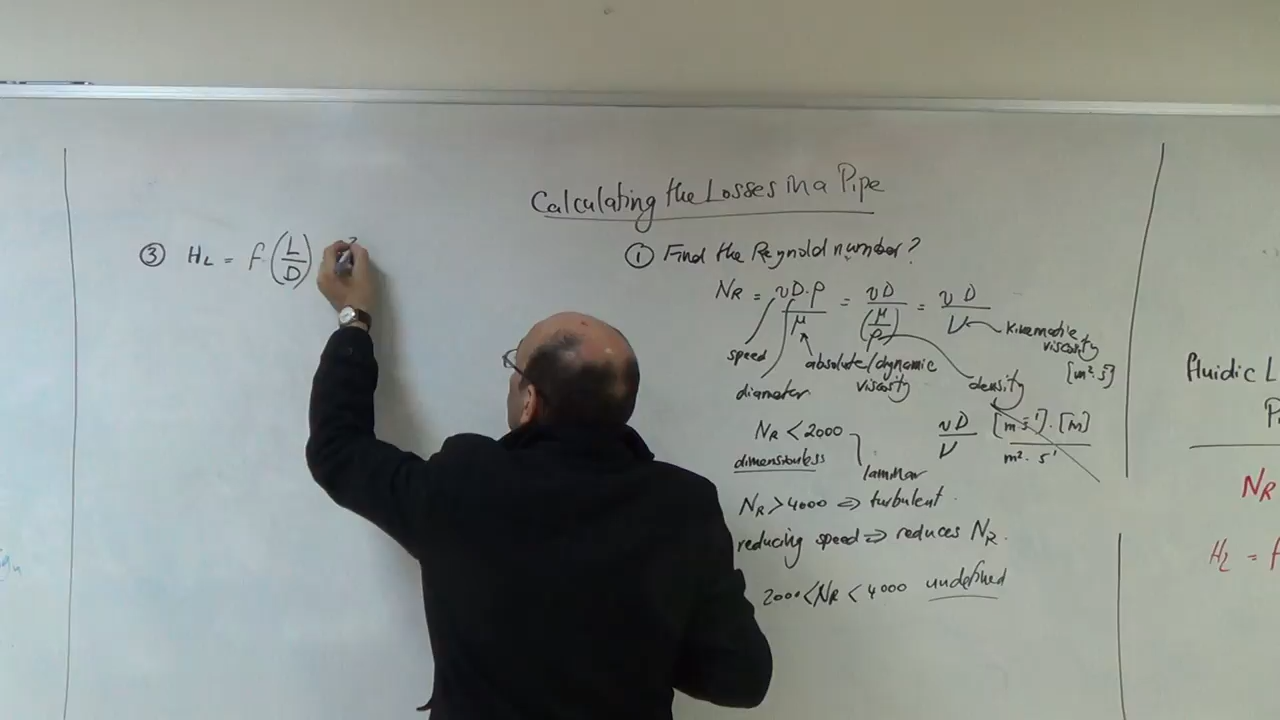 Calculating the Losses in a Pipe
③ HL = f (L/D)
① Find the Reynold number?
NR = vD.ρ/μ = vD/(μ/ρ) = vD/ν
speed
diameter
absolute/dynamic
viscosity
density
kinematic
viscosity
[m².s]
NR < 2000
dimensionless
laminar
vD/ν [m s⁻¹].[m]/m².s¹
NR > 4000 ⇒ turbulent.
reducing speed ⇒ reduces NR.
2000 < NR < 4000 undefined
fluidic L
NR
HL = f